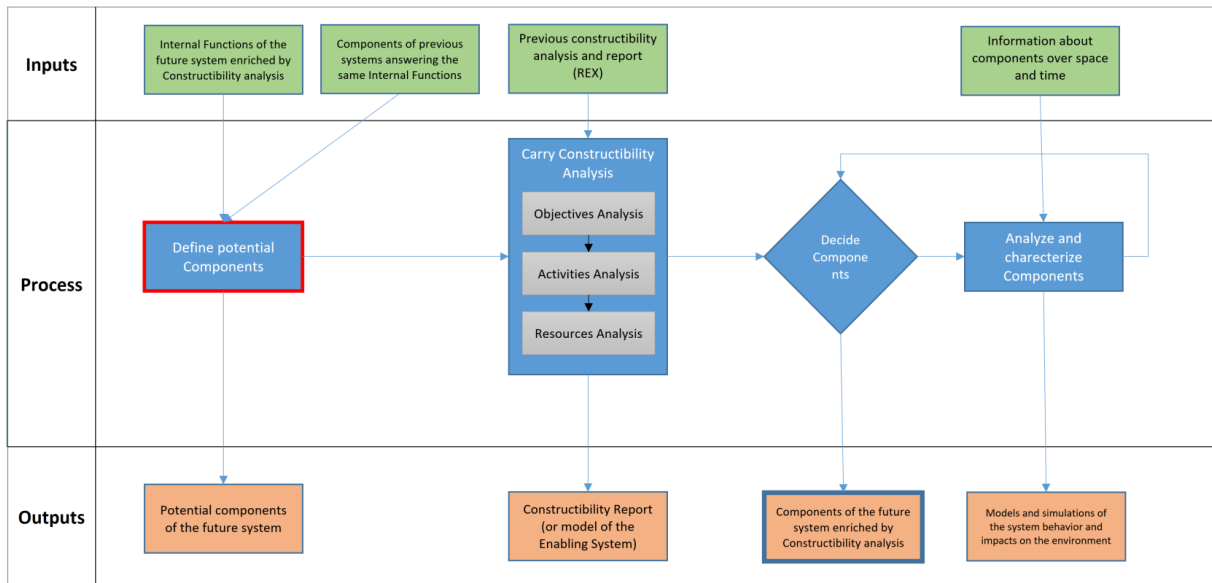 Inputs
Internal Functions of the
future system enriched by
Constructibility analysis
Components of previous
systems answering the
same Internal Functions
Previous constructibility
analysis and report
(REX)
Information about
components over space
and time
Process
Define potential
Components
Carry Constructibility
Analysis
Objectives Analysis
Activities Analysis
Resources Analysis
Decide
Compone
nts
Analyze and
charecterize
Components
Outputs
Potential components
of the future system
Constructibility Report
(or model of the
Enabling System)
Components of the future
system enriched by
Constructibility analysis
Models and simulations of
the system behavior and
impacts on the environment